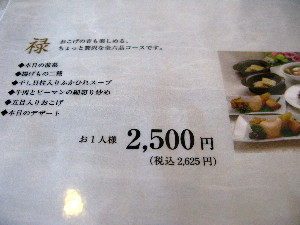 禄
おこげの音も楽しめる、
ちょっと贅沢な全六品コースです。
◆本日の前菜
◆揚げもの二種
◆干し貝柱入りふかひれスープ
◆牛肉とピーマンの細切り炒め
◆五目入りおこげ
◆本日のデザート
お1人様 2,500円
(税込2,625円)